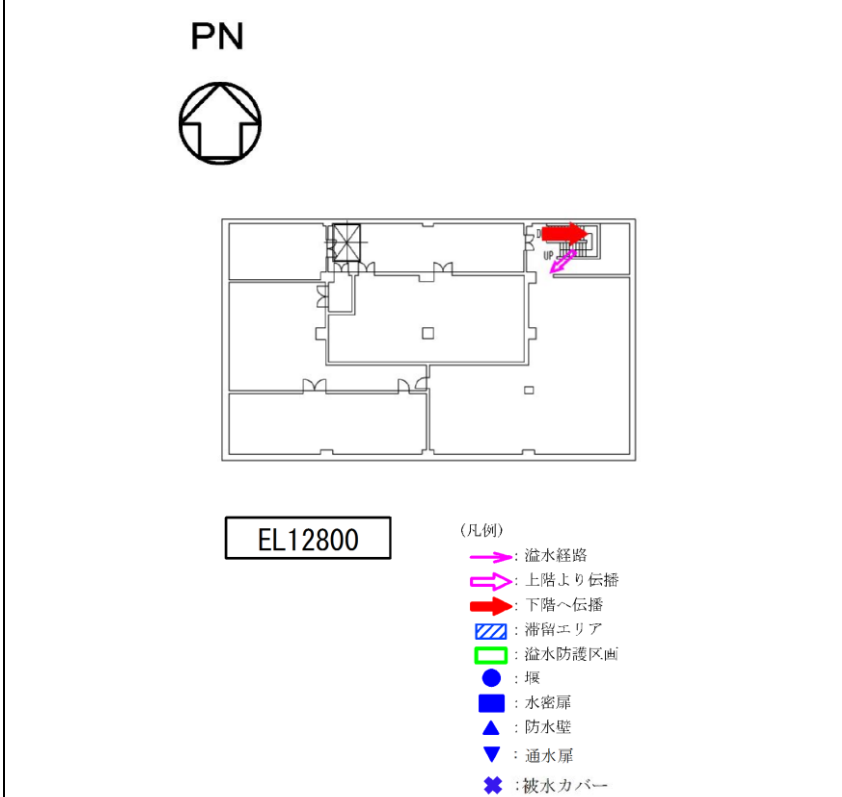 PN
UP
EL12800
(凡例)
: 溢水経路
: 上階より伝播
: 下階へ伝播
: 滞留エリア
: 溢水防護区画
: 堰
: 水密扉
: 防水壁
: 通水扉
:被水カバー